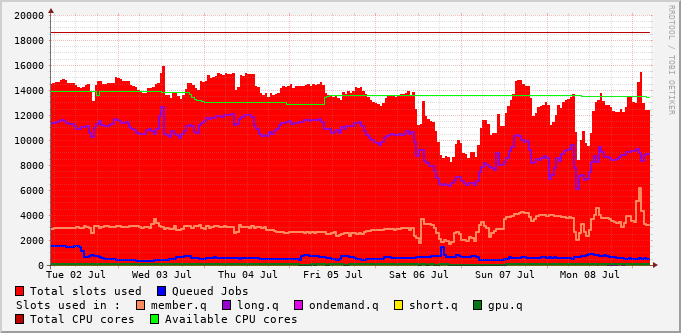 20000
18000
16000
14000
12000
10000
8000
6000
4000
2000
0
Tue 02 Jul Wed 03 Jul Thu 04 Jul Fri 05 Jul Sat 06 Jul Sun 07 Jul Mon 08 Jul
Total slots used Queued Jobs
Slots used in : member.q long.q ondemand.q short.q gpu.q
Total CPU cores Available CPU cores
RRDTOOL / TOBI OETIKER